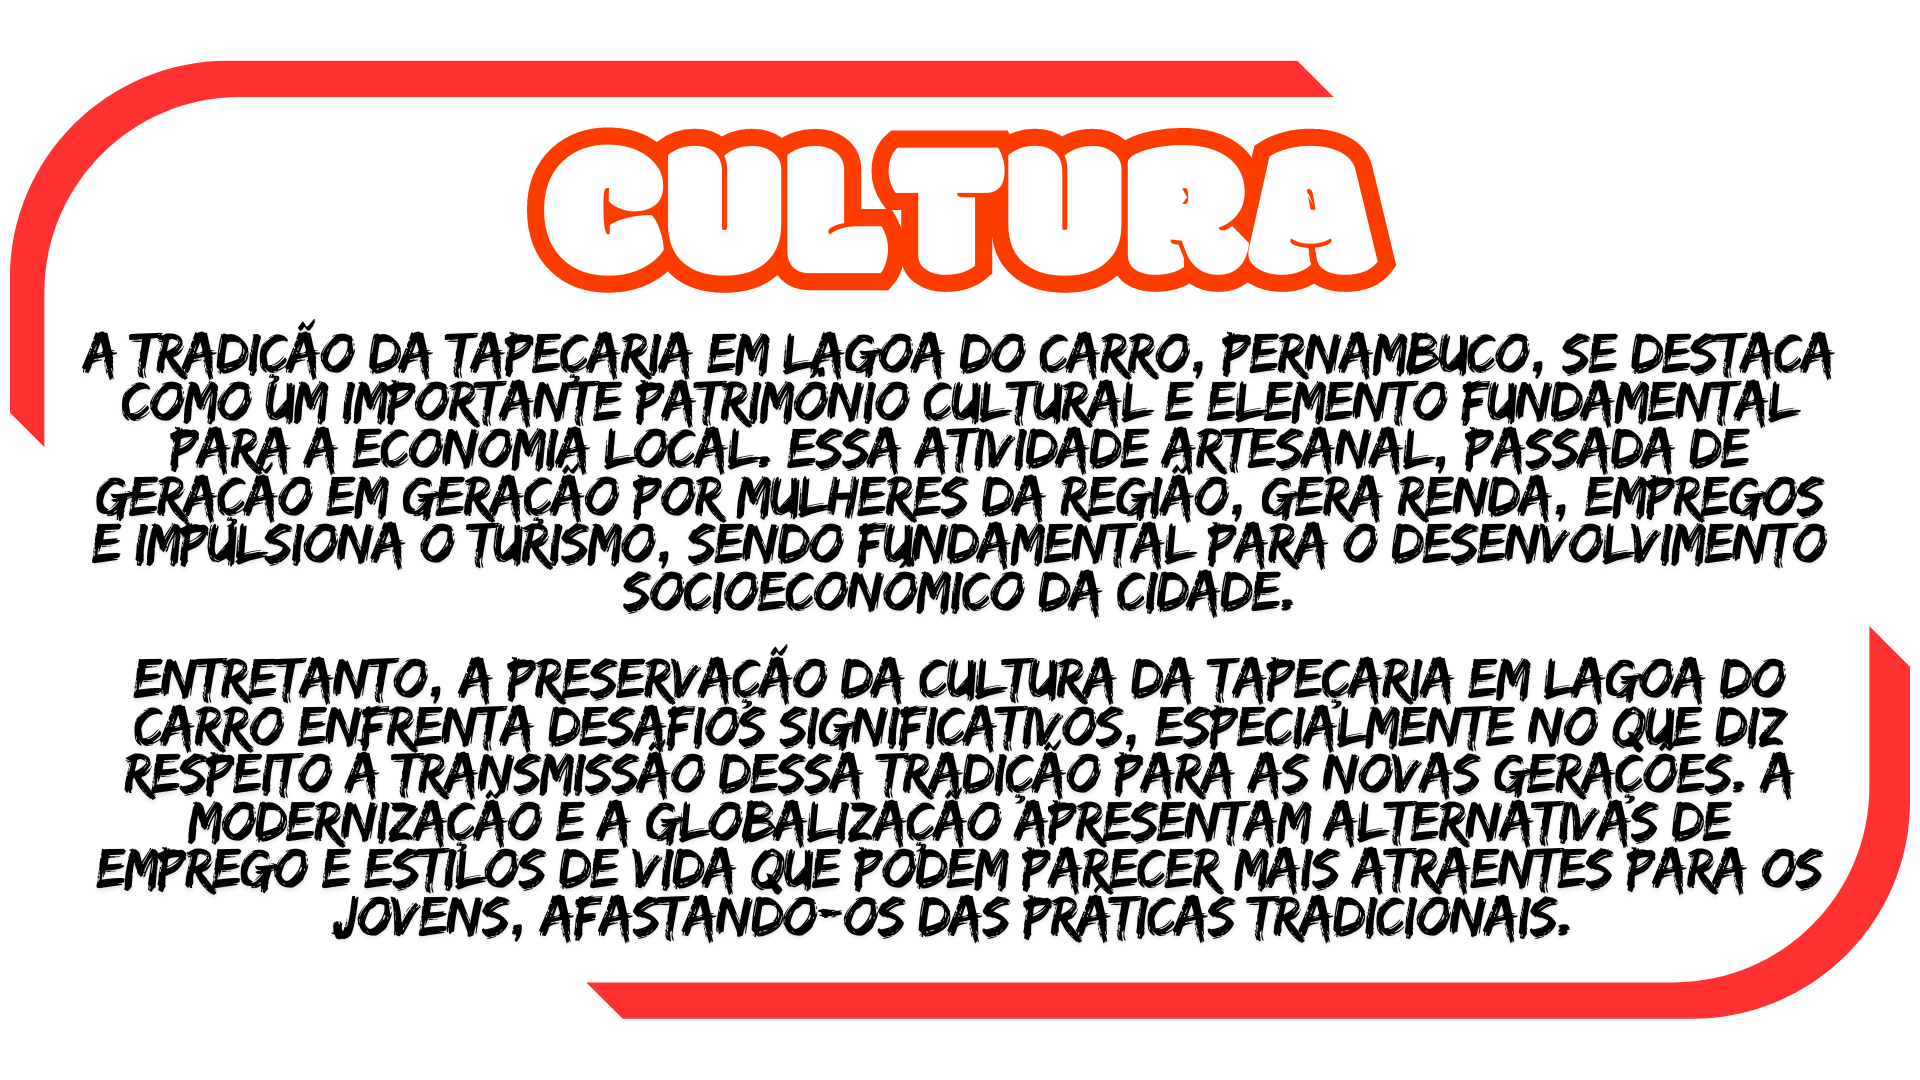 CULTURA
A TRADIÇÃO DA TAPEÇARIA EM LAGOA DO CARRO, PERNAMBUCO, SE DESTACA
COMO UM IMPORTANTE PATRIMÔNIO CULTURAL E ELEMENTO FUNDAMENTAL
PARA A ECONOMIA LOCAL. ESSA ATIVIDADE ARTESANAL, PASSADA DE
GERAÇÃO EM GERAÇÃO POR MULHERES DA REGIÃO, GERA RENDA, EMPREGOS
E IMPULSIONA O TURISMO, SENDO FUNDAMENTAL PARA O DESENVOLVIMENTO
SOCIOECONÔMICO DA CIDADE.
ENTRETANTO, A PRESERVAÇÃO DA CULTURA DA TAPEÇARIA EM LAGOA DO
CARRO ENFRENTA DESAFIOS SIGNIFICATIVOS, ESPECIALMENTE NO QUE DIZ
RESPEITO À TRANSMISSÃO DESSA TRADIÇÃO PARA AS NOVAS GERAÇÕES. A
MODERNIZAÇÃO E A GLOBALIZAÇÃO APRESENTAM ALTERNATIVAS DE
EMPREGO E ESTILOS DE VIDA QUE PODEM PARECER MAIS ATRAENTES PARA OS
JOVENS, AFASTANDO-OS DAS PRÁTICAS TRADICIONAIS.